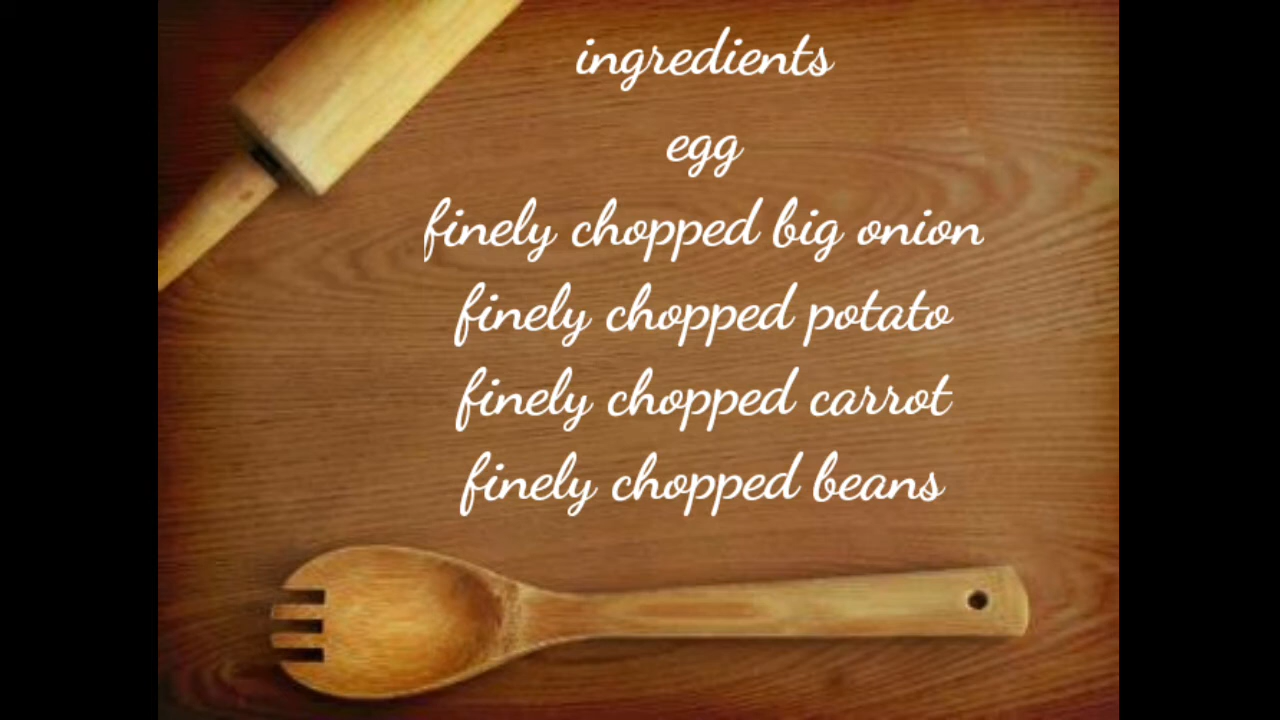 ingredients
egg
finely chopped big onion
finely chopped potato
finely chopped carrot
finely chopped beans